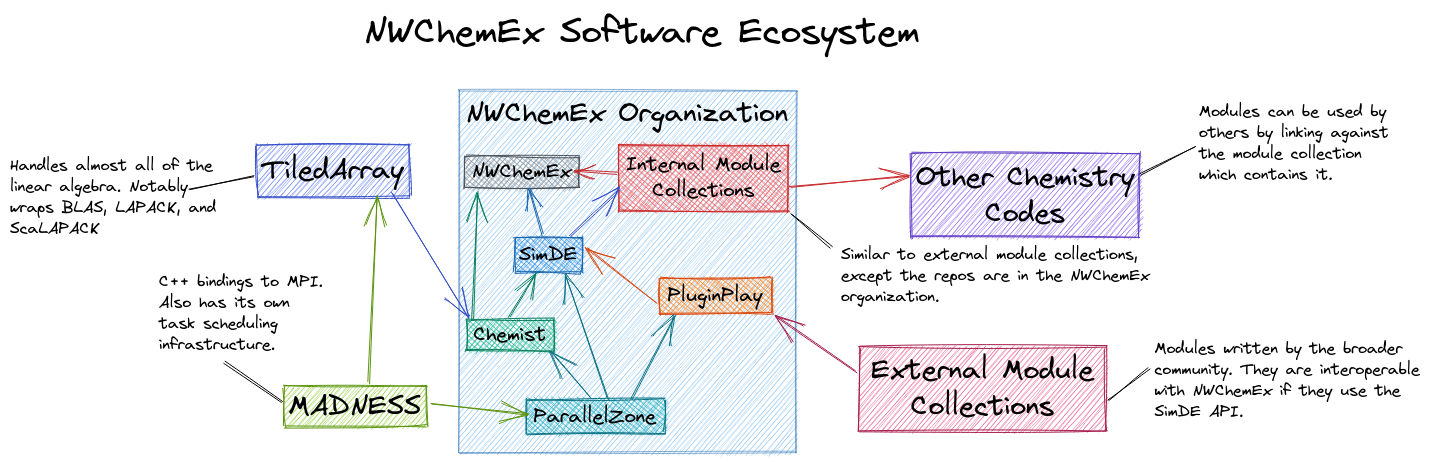 NWChemEx Software Ecosystem
NWChemEx Organization
Handles almost all of the
linear algebra. Notably
wraps BLAS, LAPACK, and
ScaLAPACK
TiledArray
NWChemEx
Internal Module
Collections
Other Chemistry
Codes
Modules can be used by
others by linking against
the module collection
which contains it.
SimDE
Similar to external module collections,
except the repos are in the NWChemEx
organization.
C++ bindings to MPI.
Also has its own
task scheduling
infrastructure.
PluginPlay
Chemist
MADNESS
ParallelZone
External Module
Collections
Modules written by the broader
community. They are interoperable
with NWChemEx if they use the
SimDE API.